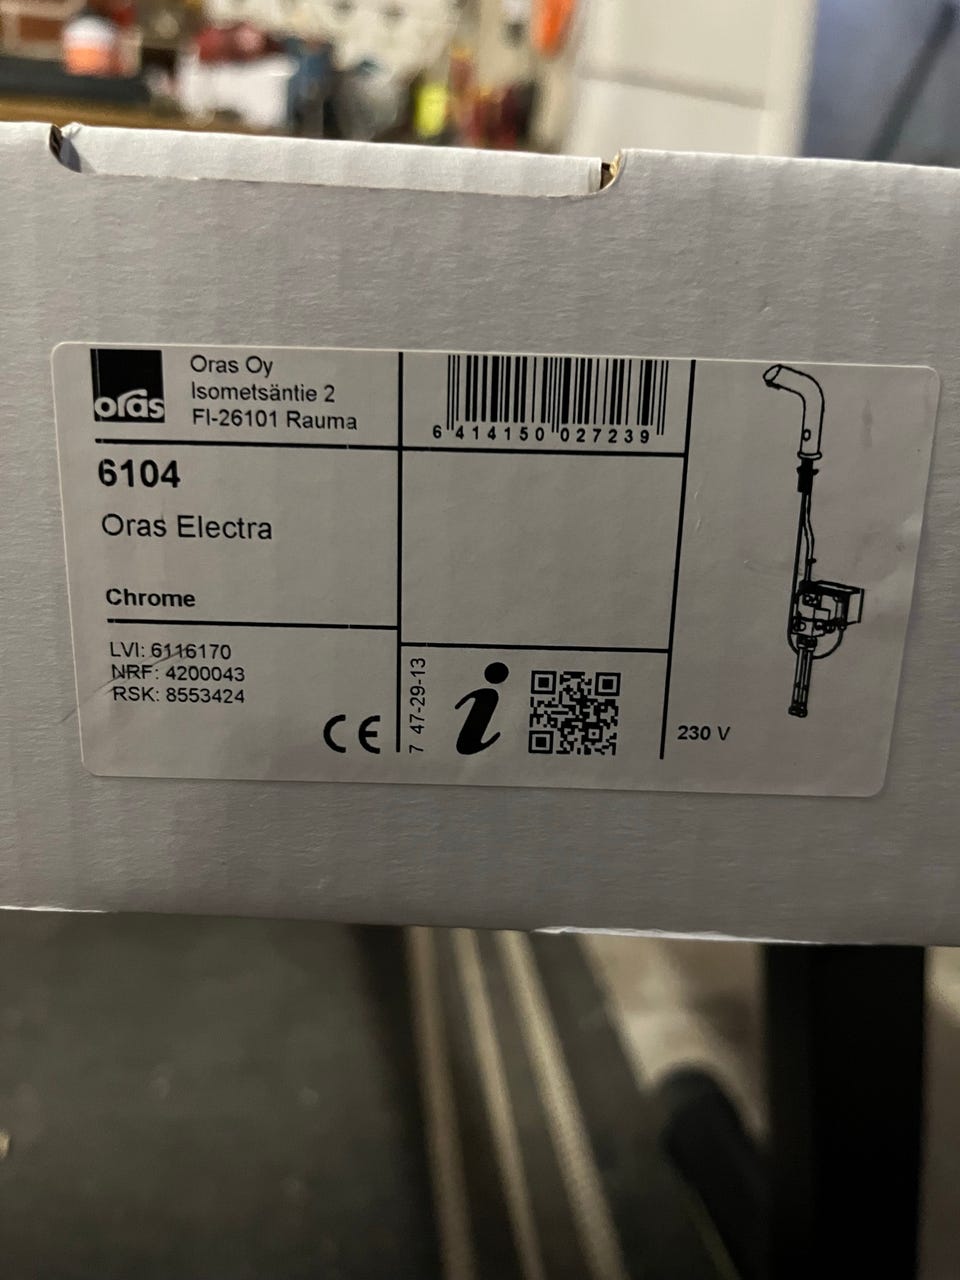 oras
Oras Oy
Isometsäntie 2
FI-26101 Rauma
6 414150 027239
6104
Oras Electra
Chrome
LVI: 6116170
NRF: 4200043
RSK: 8553424
CE
7 47-29-13
i
230 V